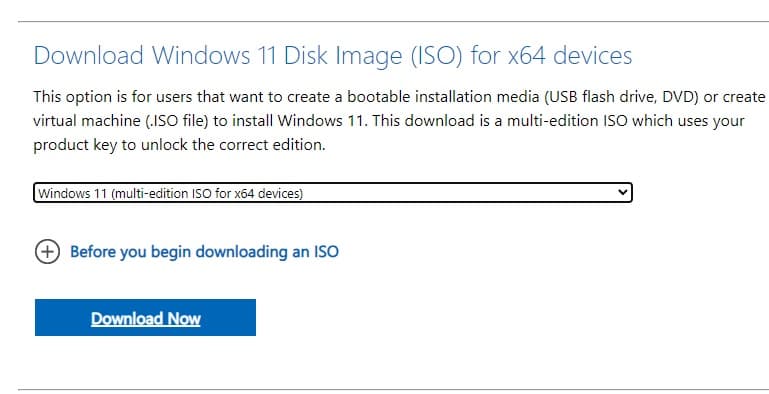 Download Windows 11 Disk Image (ISO) for x64 devices
This option is for users that want to create a bootable installation media (USB flash drive, DVD) or create
virtual machine (.ISO file) to install Windows 11. This download is a multi-edition ISO which uses your
product key to unlock the correct edition.
Windows 11 (multi-edition ISO for x64 devices)
Before you begin downloading an ISO
Download Now